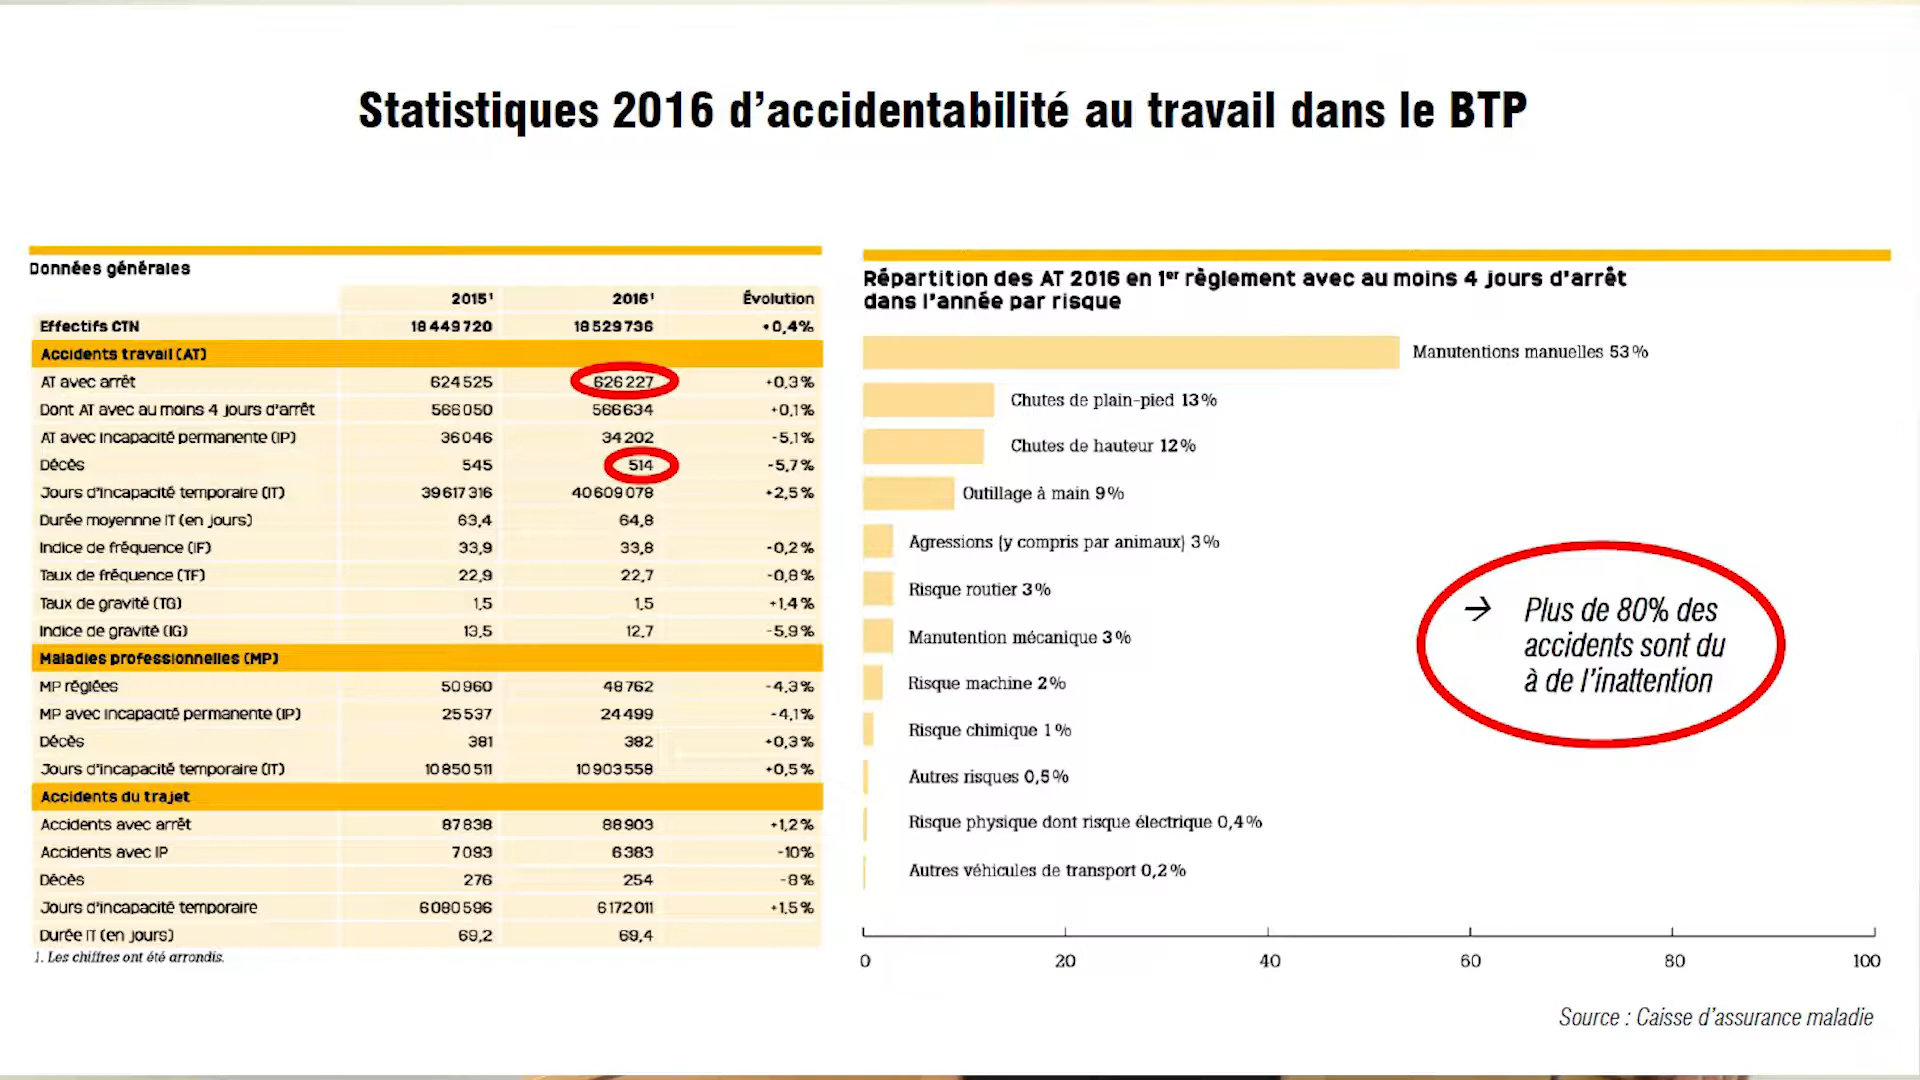 Statistiques 2016 d'accidentabilité au travail dans le BTP
Données générales
2015¹ 2016¹ Évolution
Effectifs CTN 18 449 720 18 529 736 +0,4%
Accidents travail (AT)
AT avec arrêt 624 525 626 227 +0,3%
Dont AT avec au moins 4 jours d'arrêt 566 050 566 634 +0,1%
AT avec incapacité permanente (IP) 36 046 34 202 -5,1%
Décès 545 514 -5,7%
Jours d'incapacité temporaire (IT) 39 617 316 40 609 078 +2,5%
Durée moyennne IT (en jours) 63,4 64,8
Indice de fréquence (IF) 33,9 33,8 -0,2%
Taux de fréquence (TF) 22,9 22,7 -0,8%
Taux de gravité (TG) 1,5 1,5 +1,4%
Indice de gravité (IG) 13,5 12,7 -5,9%
Maladies professionnelles (MP)
MP réglées 50 960 48 762 -4,3%
MP avec incapacité permanente (IP) 25 537 24 499 -4,1%
Décès 381 382 +0,3%
Jours d'incapacité temporaire (IT) 10 850 511 10 903 558 +0,5%
Accidents du trajet
Accidents avec arrêt 87 838 88 903 +1,2%
Accidents avec IP 7 093 6 383 -10%
Décès 276 254 -8%
Jours d'incapacité temporaire 6 080 596 6 172 011 +1,5%
Durée IT (en jours) 69,2 69,4
1. Les chiffres ont été arrondis.
Répartition des AT 2016 en 1er règlement avec au moins 4 jours d'arrêt
dans l'année par risque
Manutentions manuelles 53%
Chutes de plain-pied 13%
Chutes de hauteur 12%
Outillage à main 9%
Agressions (y compris par animaux) 3%
Risque routier 3%
Manutention mécanique 3%
Risque machine 2%
Risque chimique 1%
Autres risques 0,5%
Risque physique dont risque électrique 0,4%
Autres véhicules de transport 0,2%
0 20 40 60 80 100
→ Plus de 80% des
accidents sont du
à de l'inattention
Source : Caisse d'assurance maladie